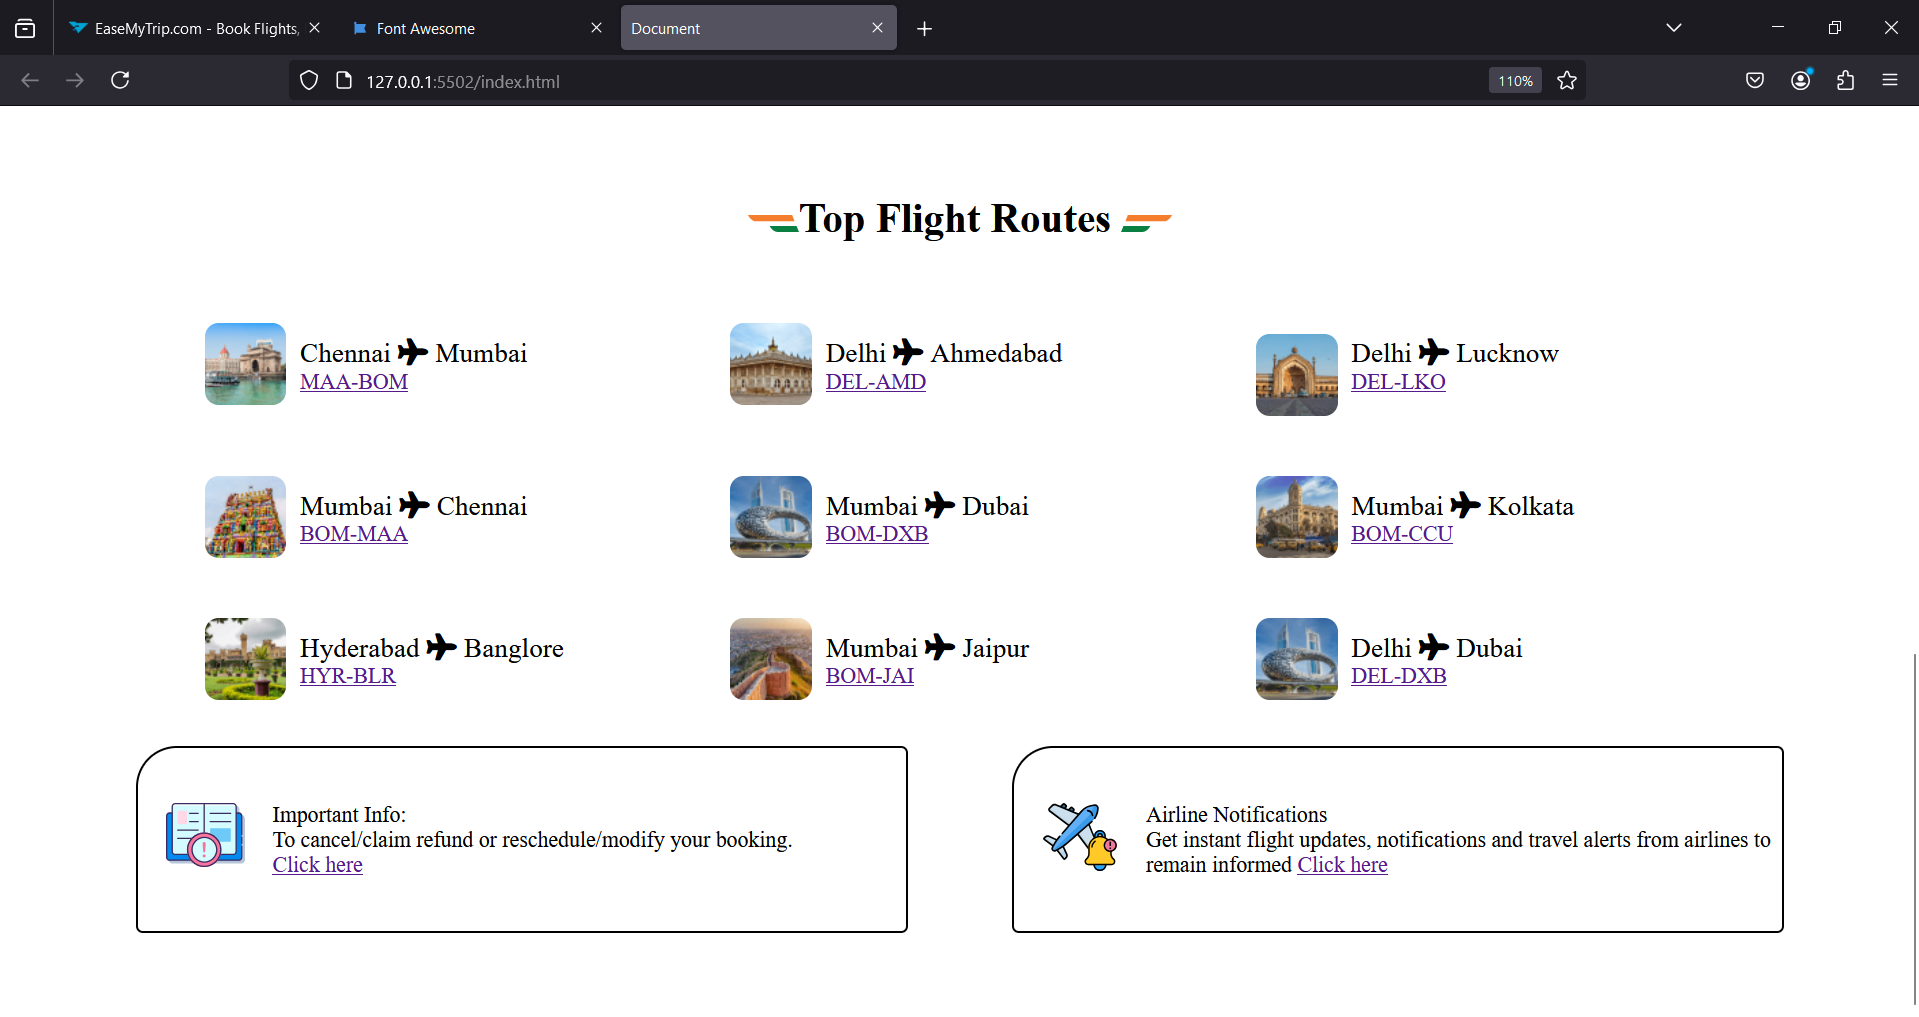 EaseMyTrip.com - Book Flights,
Font Awesome
Document
127.0.0.1:5502/index.html
110%
Top Flight Routes
Chennai Mumbai
MAA-BOM
Delhi Ahmedabad
DEL-AMD
Delhi Lucknow
DEL-LKO
Mumbai Chennai
BOM-MAA
Mumbai Dubai
BOM-DXB
Mumbai Kolkata
BOM-CCU
Hyderabad Banglore
HYR-BLR
Mumbai Jaipur
BOM-JAI
Delhi Dubai
DEL-DXB
Important Info:
To cancel/claim refund or reschedule/modify your booking.
Click here
Airline Notifications
Get instant flight updates, notifications and travel alerts from airlines to
remain informed Click here